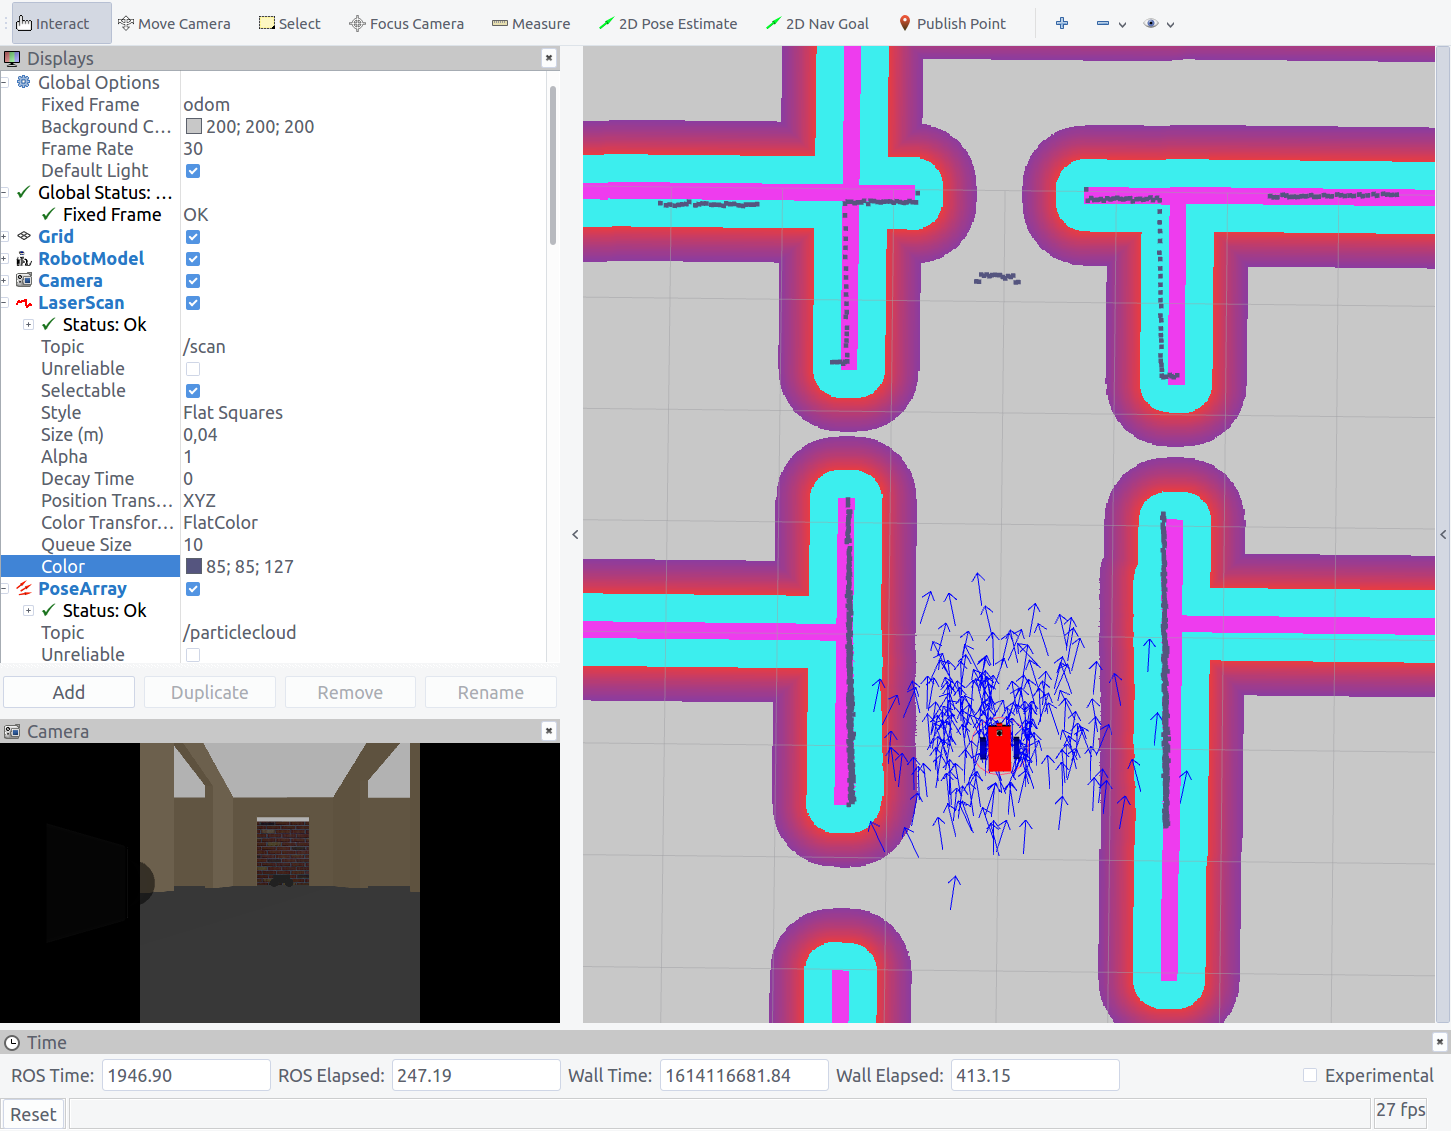 Interact Move Camera Select Focus Camera Measure 2D Pose Estimate 2D Nav Goal Publish Point
Displays
Global Options
Fixed Frame odom
Background C... 200; 200; 200
Frame Rate 30
Default Light
Global Status: ...
Fixed Frame OK
Grid
RobotModel
Camera
LaserScan
Status: Ok
Topic /scan
Unreliable
Selectable
Style Flat Squares
Size (m) 0,04
Alpha 1
Decay Time 0
Position Trans... XYZ
Color Transfor... FlatColor
Queue Size 10
Color 85; 85; 127
PoseArray
Status: Ok
Topic /particlecloud
Unreliable
Add Duplicate Remove Rename
Camera
Time
ROS Time: 1946.90 ROS Elapsed: 247.19 Wall Time: 1614116681.84 Wall Elapsed: 413.15 Experimental
Reset 27 fps